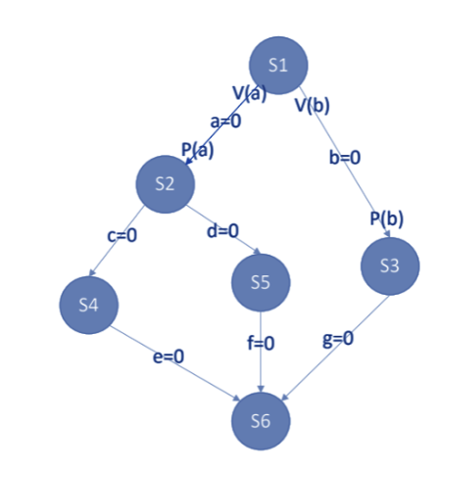 S1
V(a)
V(b)
a=0
P(a)
b=0
S2
P(b)
c=0
d=0
S3
S5
S4
f=0
g=0
e=0
S6